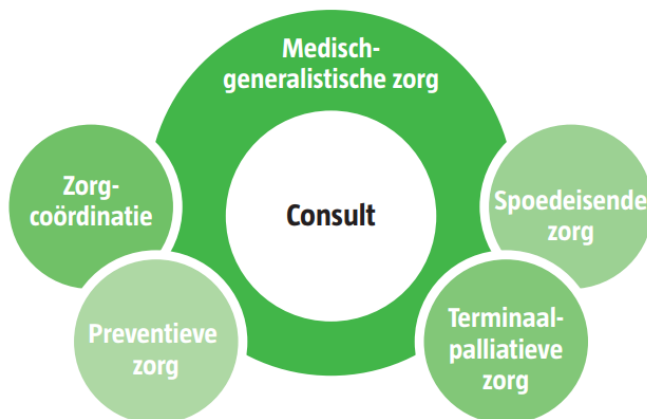 Medisch-
generalistische zorg
Zorg-
coördinatie
Consult
Spoedeisende
zorg
Preventieve
zorg
Terminaal-
palliatieve
zorg